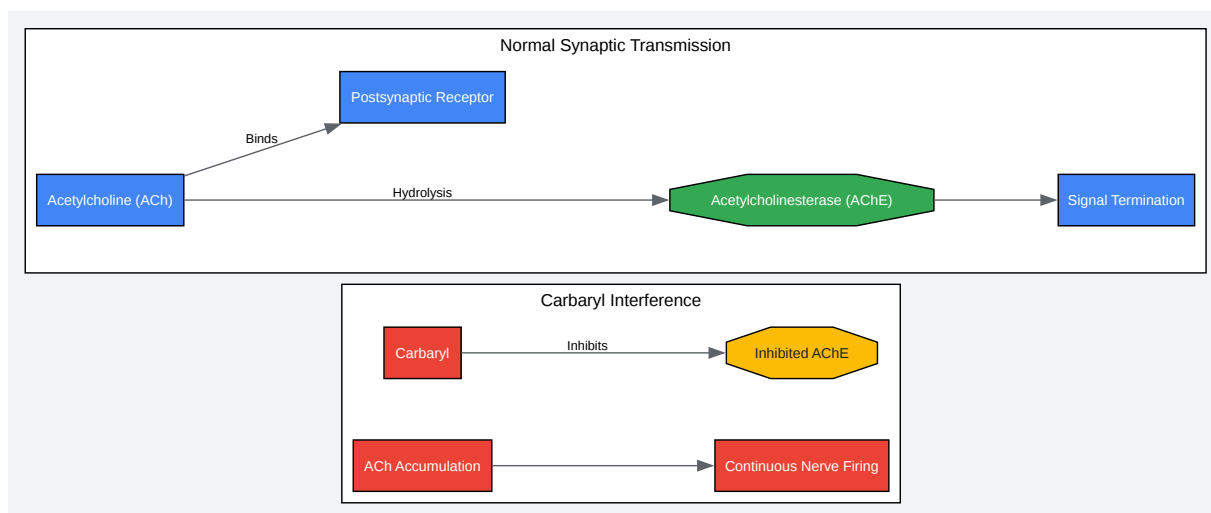 Normal Synaptic Transmission
Postsynaptic Receptor
Binds
Acetylcholine (ACh)
Hydrolysis
Acetylcholinesterase (AChE)
Signal Termination
Carbaryl Interference
Carbaryl
Inhibits
Inhibited AChE
ACh Accumulation
Continuous Nerve Firing